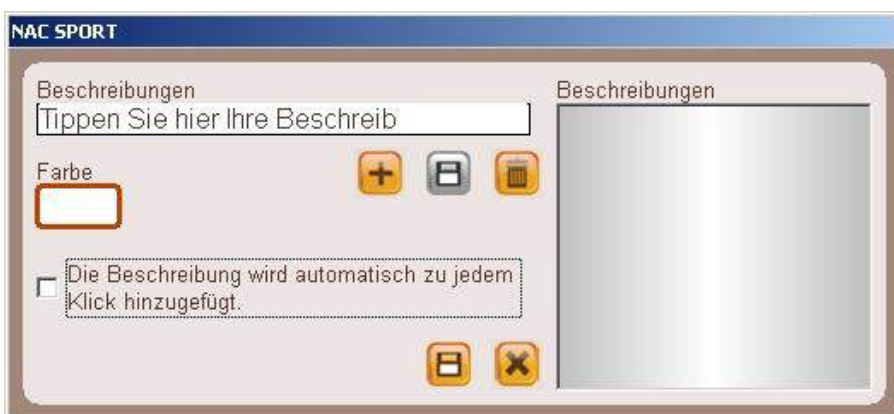 NAC SPORT
Beschreibungen
Tippen Sie hier Ihre Beschreib
Farbe
Die Beschreibung wird automatisch zu jedem
Klick hinzugefügt.
Beschreibungen